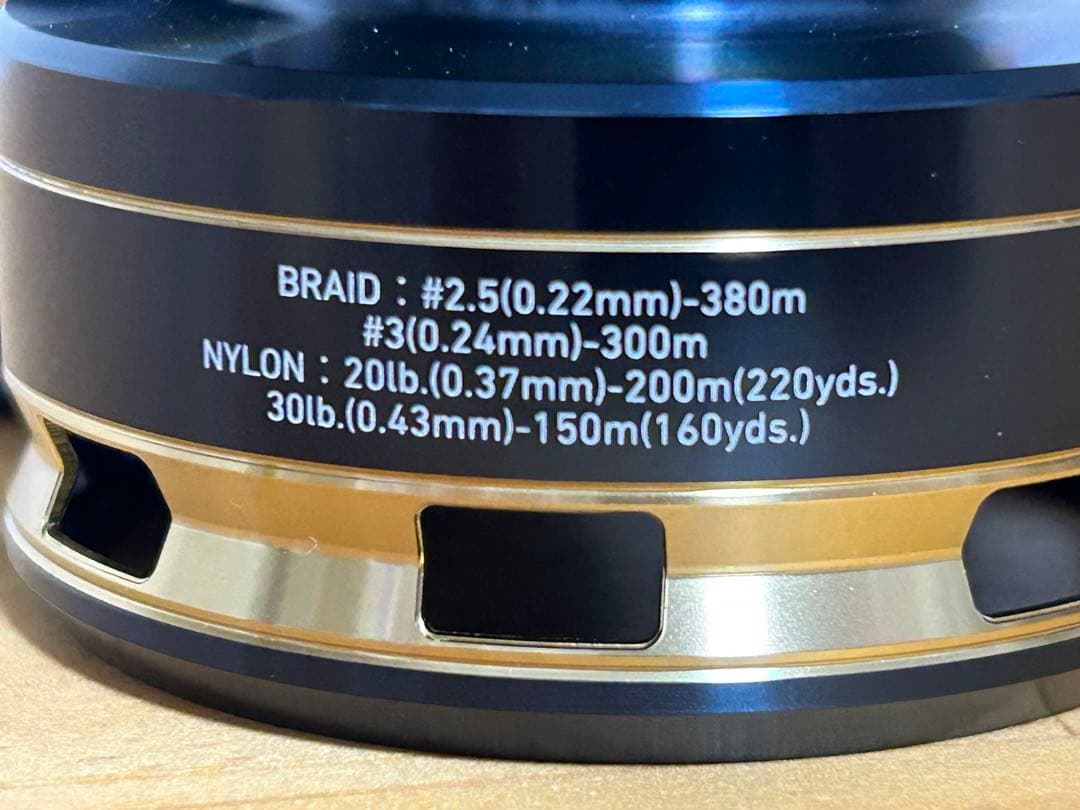 BRAID : #2.5(0.22mm)-380m
#3(0.24mm)-300m
NYLON : 20lb.(0.37mm)-200m(220yds.)
30lb.(0.43mm)-150m(160yds.)